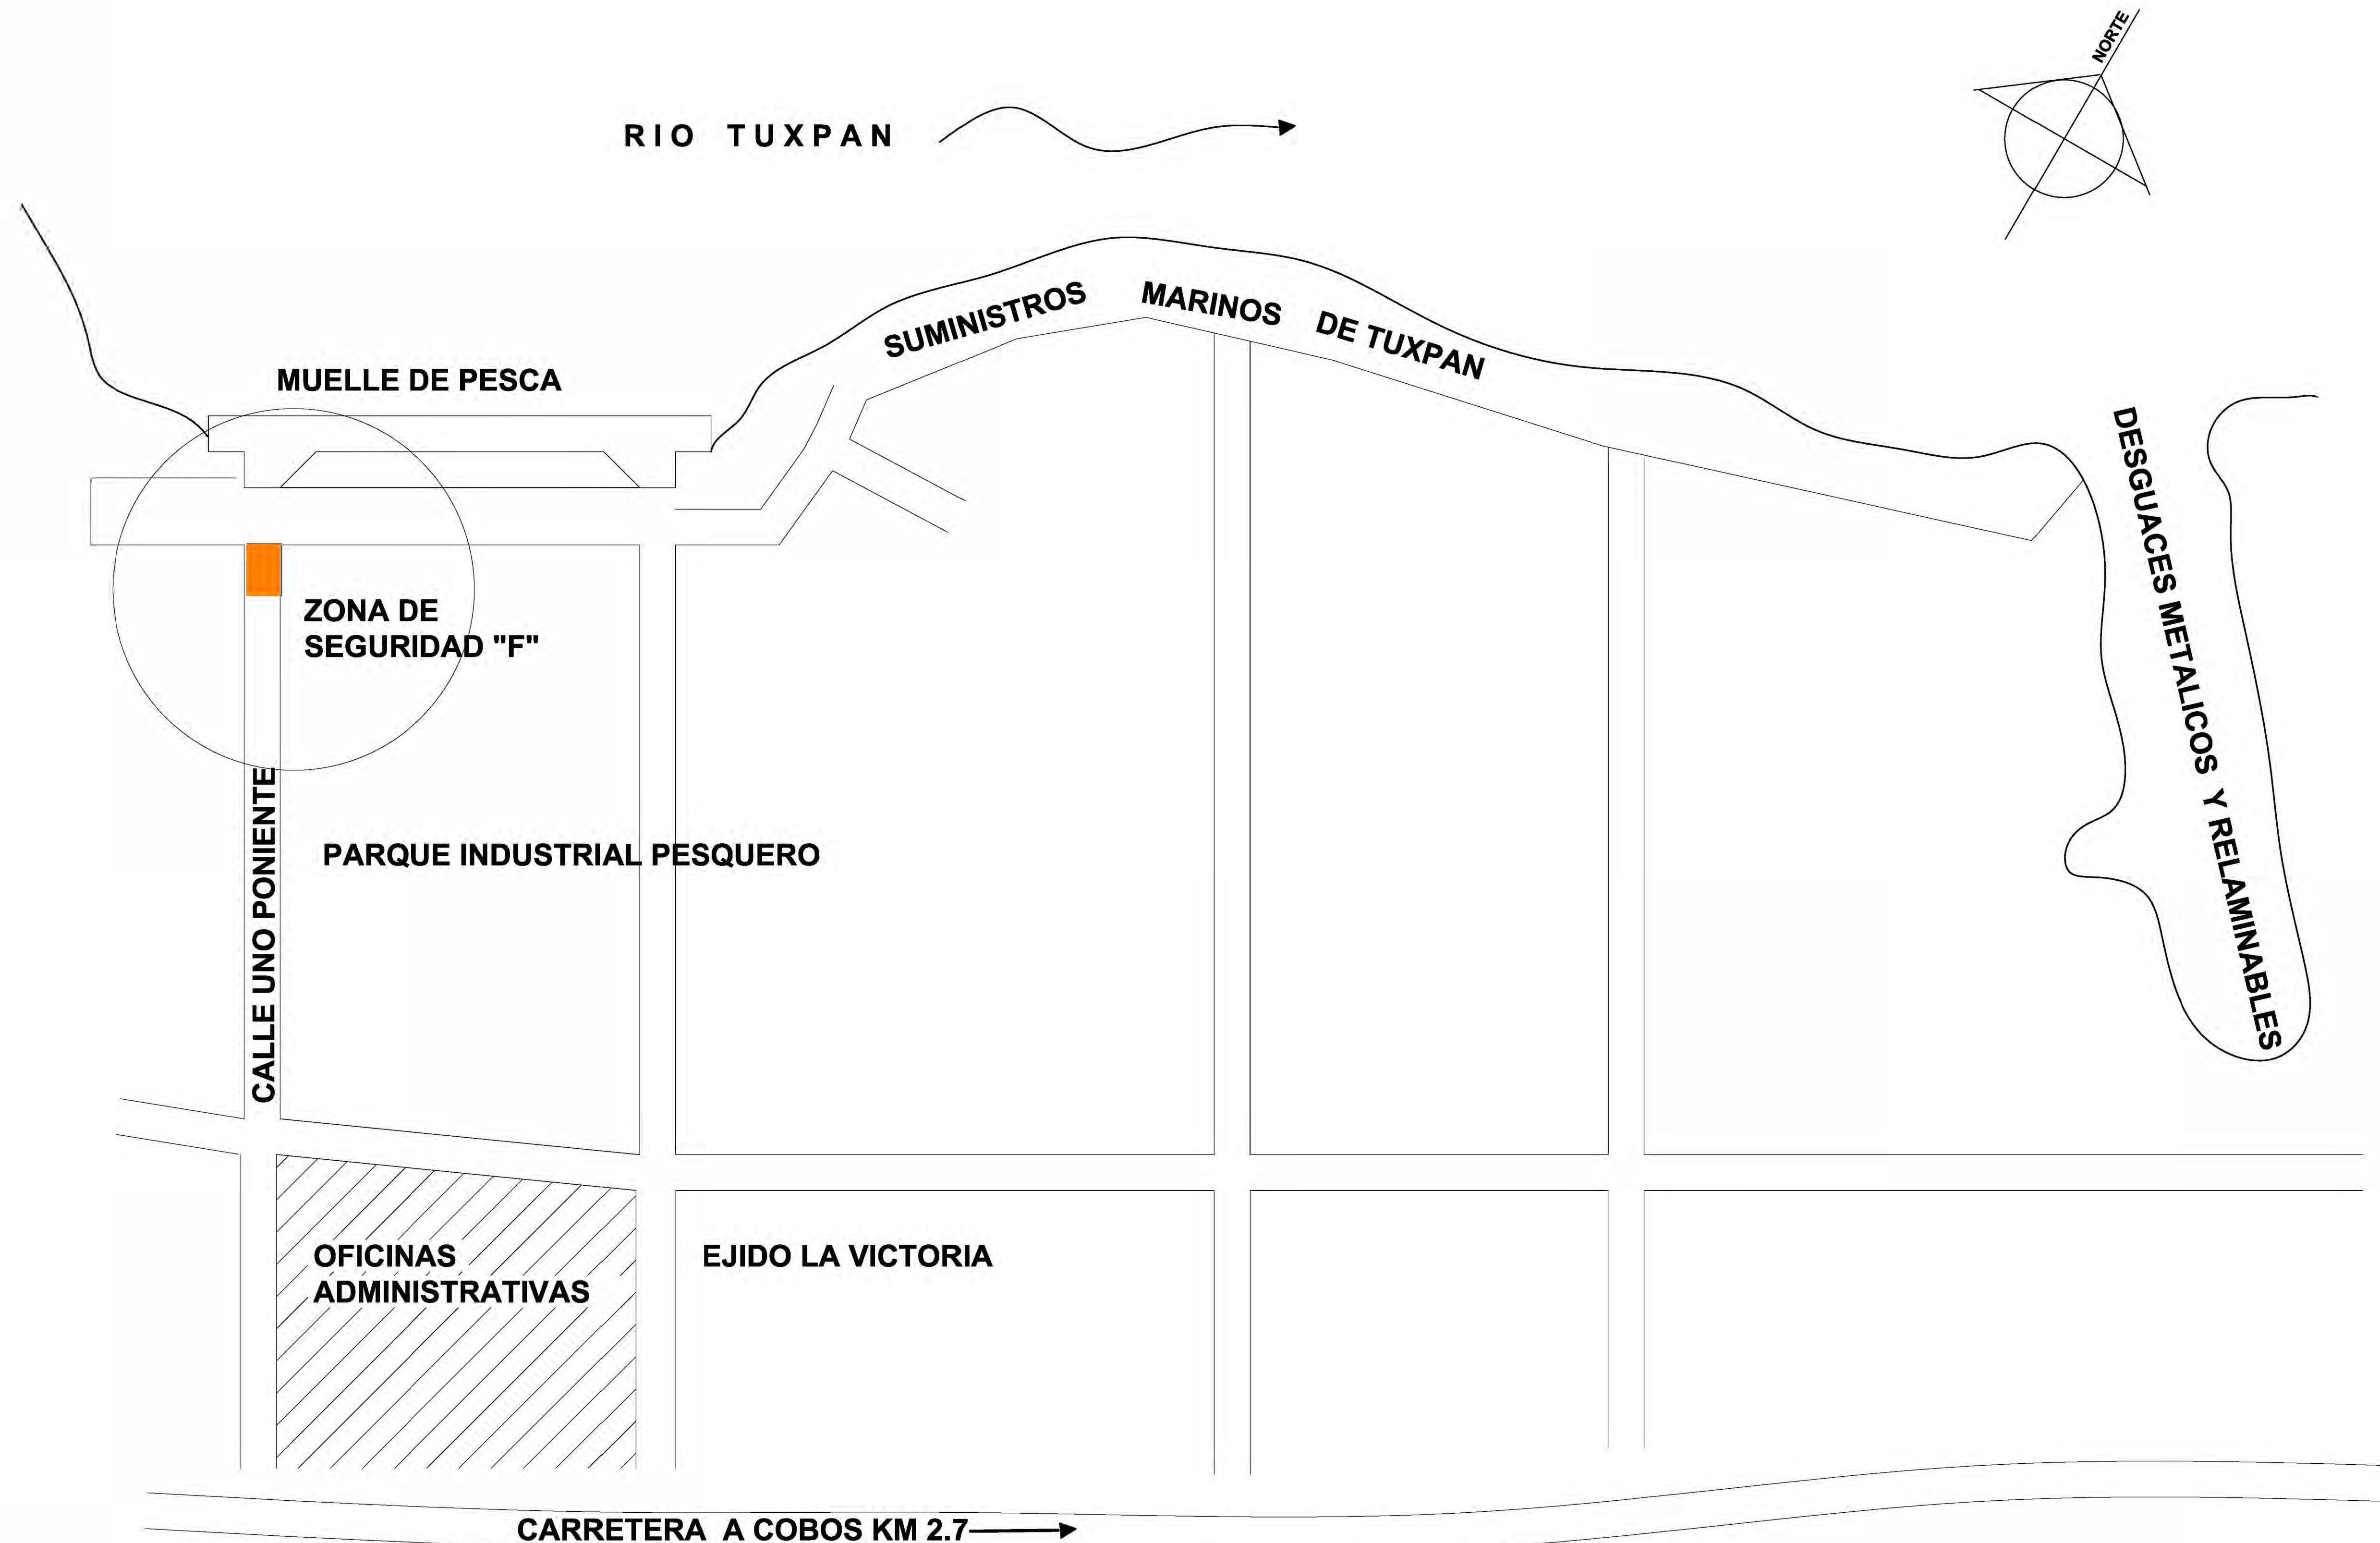 NORTE
RIO TUXPAN
SUMINISTROS MARINOS DE TUXPAN
MUELLE DE PESCA
DESGUACES METALICOS Y RELAMINABLES
ZONA DE
SEGURIDAD "F"
CALLE UNO PONIENTE
PARQUE INDUSTRIAL PESQUERO
OFICINAS
ADMINISTRATIVAS
EJIDO LA VICTORIA
CARRETERA A COBOS KM 2.7